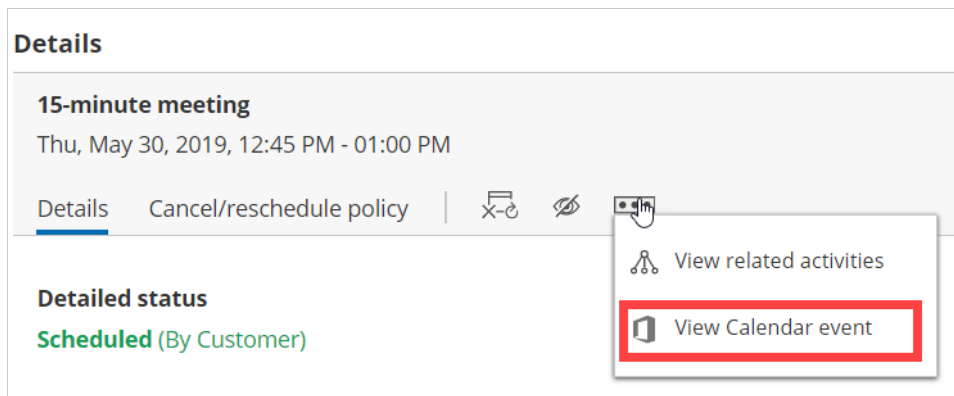 Details
15-minute meeting
Thu, May 30, 2019, 12:45 PM - 01:00 PM
Details Cancel/reschedule policy
View related activities
Detailed status
View Calendar event
Scheduled (By Customer)